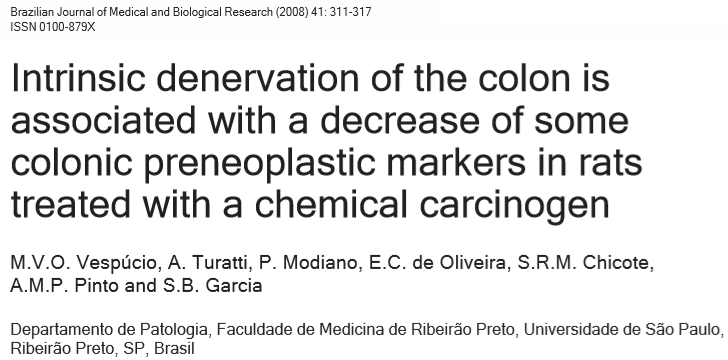 Brazilian Journal of Medical and Biological Research (2008) 41: 311-317
ISSN 0100-879X
Intrinsic denervation of the colon is
associated with a decrease of some
colonic preneoplastic markers in rats
treated with a chemical carcinogen
M.V.O. Vespúcio, A. Turatti, P. Modiano, E.C. de Oliveira, S.R.M. Chicote,
A.M.P. Pinto and S.B. Garcia
Departamento de Patologia, Faculdade de Medicina de Ribeirão Preto, Universidade de São Paulo,
Ribeirão Preto, SP, Brasil